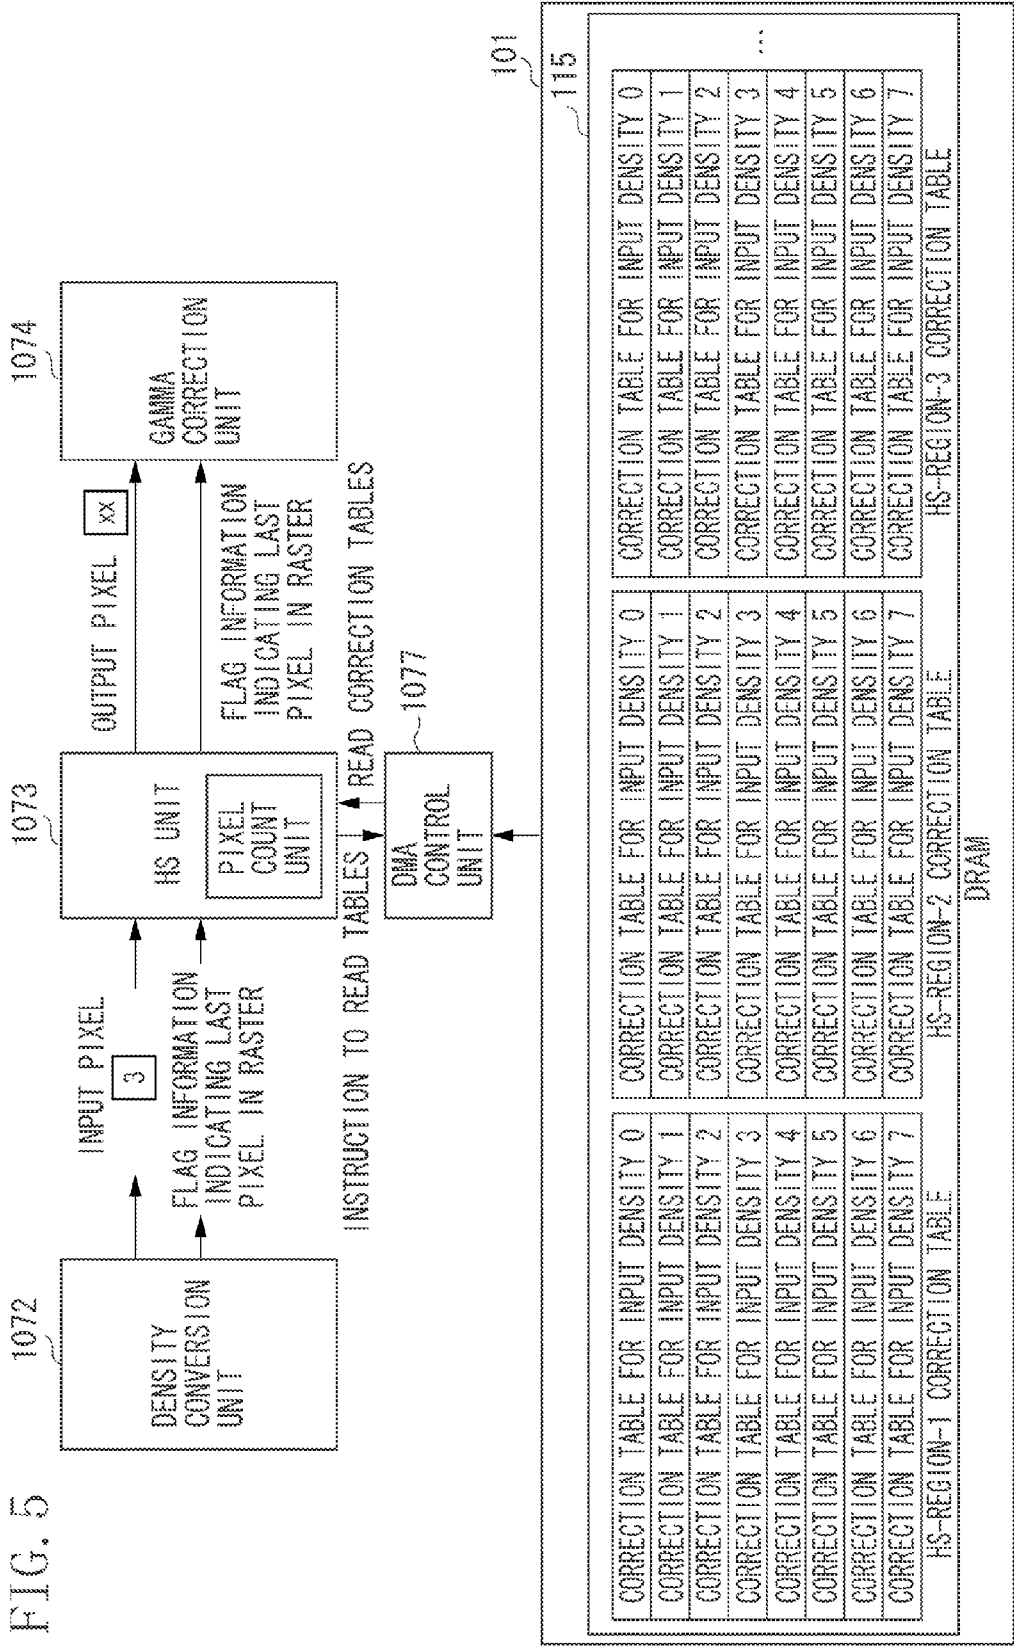 FIG. 5
1072
DENSITY
CONVERSION
UNIT
INPUT PIXEL
3
FLAG INFORMATION
INDICATING LAST
PIXEL IN RASTER
1073
HS UNIT
PIXEL
COUNT
UNIT
OUTPUT PIXEL
xx
FLAG INFORMATION
INDICATING LAST
PIXEL IN RASTER
1074
GAMMA
CORRECTION
UNIT
INSTRUCTION TO READ TABLES
READ CORRECTION TABLES
1077
DMA
CONTROL
UNIT
101
115
CORRECTION TABLE FOR INPUT DENSITY 0
CORRECTION TABLE FOR INPUT DENSITY 1
CORRECTION TABLE FOR INPUT DENSITY 2
CORRECTION TABLE FOR INPUT DENSITY 3
CORRECTION TABLE FOR INPUT DENSITY 4
CORRECTION TABLE FOR INPUT DENSITY 5
CORRECTION TABLE FOR INPUT DENSITY 6
CORRECTION TABLE FOR INPUT DENSITY 7
HS-REGION-1 CORRECTION TABLE
CORRECTION TABLE FOR INPUT DENSITY 0
CORRECTION TABLE FOR INPUT DENSITY 1
CORRECTION TABLE FOR INPUT DENSITY 2
CORRECTION TABLE FOR INPUT DENSITY 3
CORRECTION TABLE FOR INPUT DENSITY 4
CORRECTION TABLE FOR INPUT DENSITY 5
CORRECTION TABLE FOR INPUT DENSITY 6
CORRECTION TABLE FOR INPUT DENSITY 7
HS-REGION-2 CORRECTION TABLE
CORRECTION TABLE FOR INPUT DENSITY 0
CORRECTION TABLE FOR INPUT DENSITY 1
CORRECTION TABLE FOR INPUT DENSITY 2
CORRECTION TABLE FOR INPUT DENSITY 3
CORRECTION TABLE FOR INPUT DENSITY 4
CORRECTION TABLE FOR INPUT DENSITY 5
CORRECTION TABLE FOR INPUT DENSITY 6
CORRECTION TABLE FOR INPUT DENSITY 7
HS-REGION-3 CORRECTION TABLE
...
DRAM